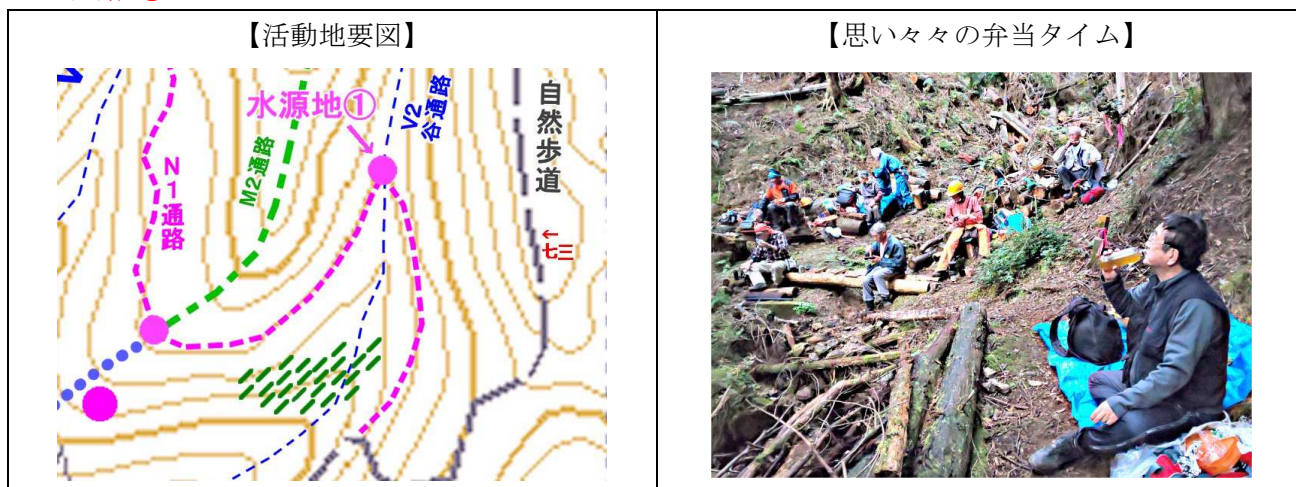 【活動地要図】
【思い々々の弁当タイム】
水源地①
V2
谷通路
自然歩道
M2通路
N1通路
←
七三